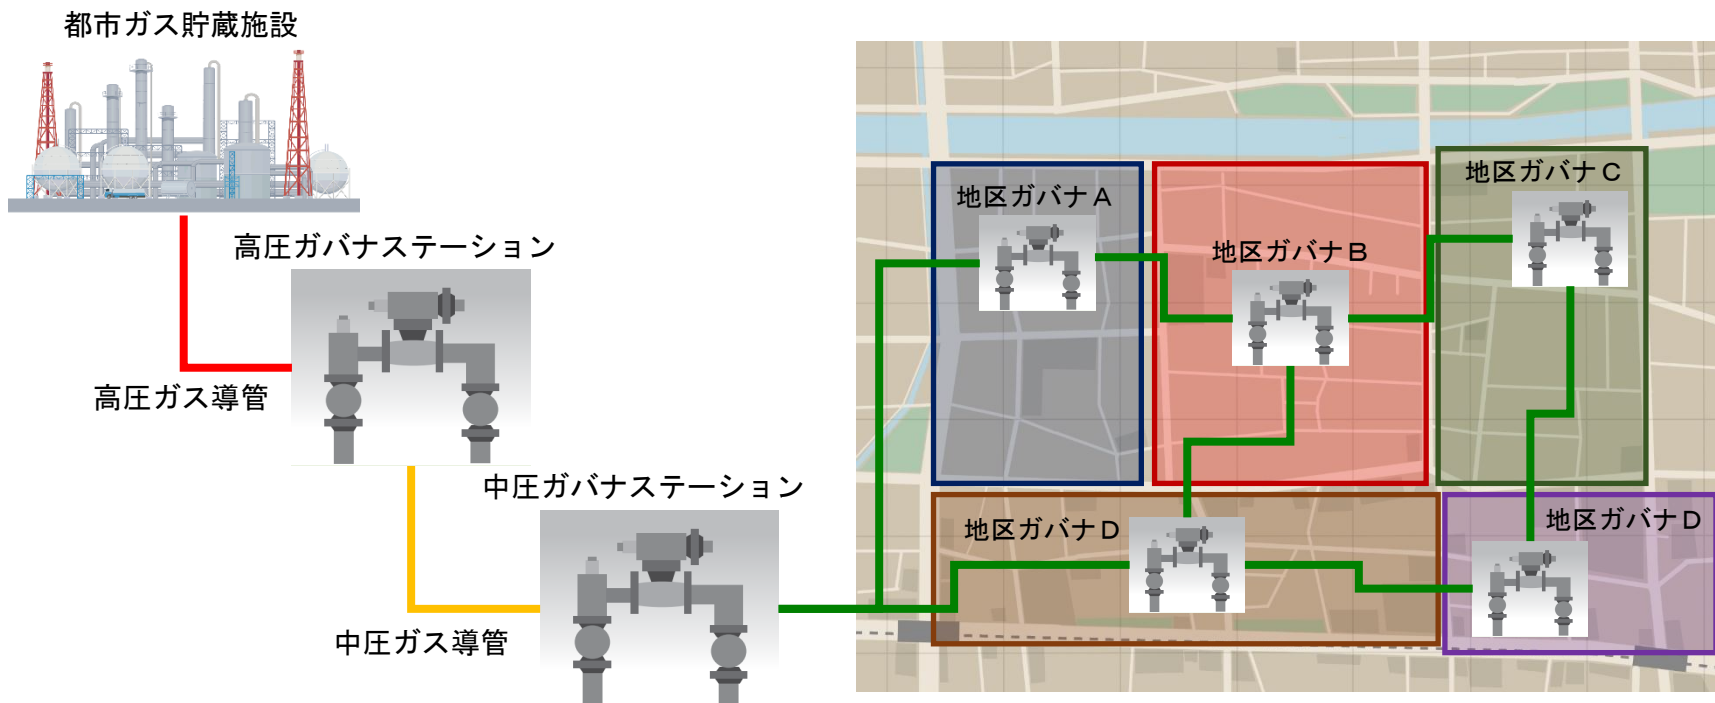 都市ガス貯蔵施設
高圧ガバナステーション
高圧ガス導管
中圧ガバナステーション
中圧ガス導管
地区ガバナA
地区ガバナB
地区ガバナC
地区ガバナD
地区ガバナD